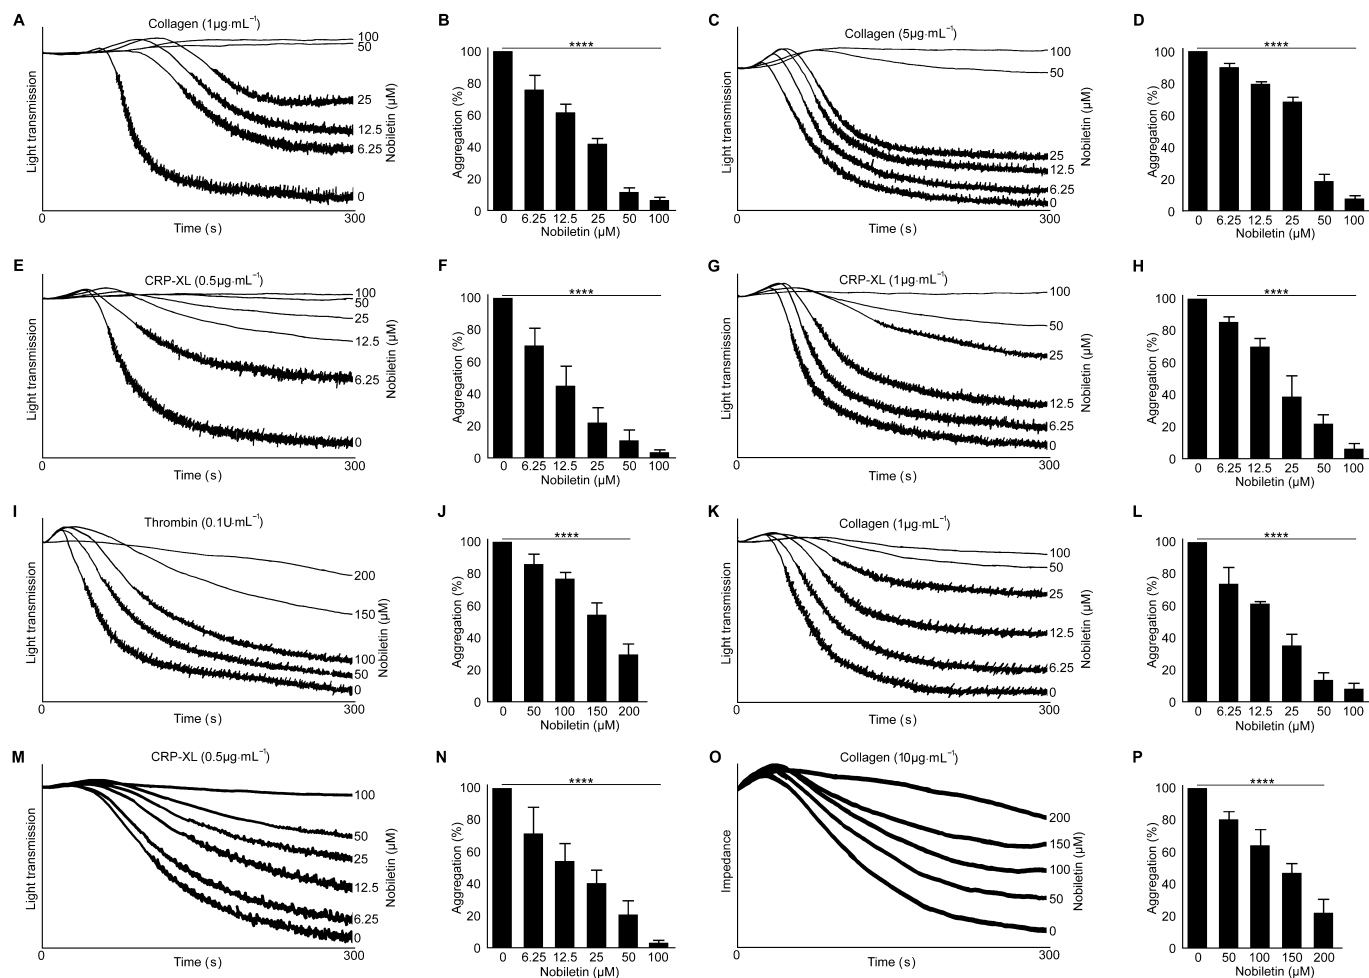 A
Collagen (1µg·mL⁻¹)
Light transmission
100
50
25
12.5
6.25
0
Nobiletin (µM)
0
300
Time (s)
B
****
Aggregation (%)
100
80
60
40
20
0
0 6.25 12.5 25 50 100
Nobiletin (µM)
C
Collagen (5µg·mL⁻¹)
Light transmission
100
50
25
12.5
6.25
0
Nobiletin (µM)
0
300
Time (s)
D
****
Aggregation (%)
100
80
60
40
20
0
0 6.25 12.5 25 50 100
Nobiletin (µM)
E
CRP-XL (0.5µg·mL⁻¹)
Light transmission
100
50
25
12.5
6.25
0
Nobiletin (µM)
0
300
Time (s)
F
****
Aggregation (%)
100
80
60
40
20
0
0 6.25 12.5 25 50 100
Nobiletin (µM)
G
CRP-XL (1µg·mL⁻¹)
Light transmission
100
50
25
12.5
6.25
0
Nobiletin (µM)
0
300
Time (s)
H
****
Aggregation (%)
100
80
60
40
20
0
0 6.25 12.5 25 50 100
Nobiletin (µM)
I
Thrombin (0.1U·mL⁻¹)
Light transmission
200
150
100
50
0
Nobiletin (µM)
0
300
Time (s)
J
****
Aggregation (%)
100
80
60
40
20
0
0 50 100 150 200
Nobiletin (µM)
K
Collagen (1µg·mL⁻¹)
Light transmission
100
50
25
12.5
6.25
0
Nobiletin (µM)
0
300
Time (s)
L
****
Aggregation (%)
100
80
60
40
20
0
0 6.25 12.5 25 50 100
Nobiletin (µM)
M
CRP-XL (0.5µg·mL⁻¹)
Light transmission
100
50
25
12.5
6.25
0
Nobiletin (µM)
0
300
Time (s)
N
****
Aggregation (%)
100
80
60
40
20
0
0 6.25 12.5 25 50 100
Nobiletin (µM)
O
Collagen (10µg·mL⁻¹)
Impedance
200
150
100
50
0
Nobiletin (µM)
0
300
Time (s)
P
****
Aggregation (%)
100
80
60
40
20
0
0 50 100 150 200
Nobiletin (µM)